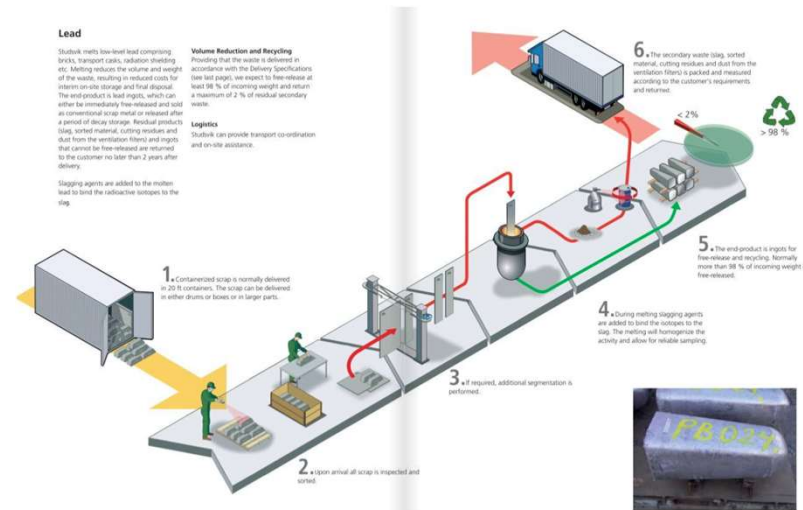 Lead
Studsvik melts low-level lead comprising
bricks, transport casks, radiation shielding
etc. Melting reduces the volume and weight
of the waste, resulting in reduced costs for
interim on-site storage and final disposal.
The end-product is lead ingots, which can
either be immediately free-released and sold
as conventional scrap metal or released after
a period of decay storage. Residual products
(slag, sorted material, cutting residues and
dust from the ventilation filters) and ingots
that cannot be free-released are returned
to the customer no later than 2 years after
delivery.
Slagging agents are added to the molten
lead to bind the radioactive isotopes to the
slag.
Volume Reduction and Recycling
Providing that the waste is delivered in
accordance with the Delivery Specifications
(see last page), we expect to free-release at
least 98 % of incoming weight and return
a maximum of 2 % of residual secondary
waste.
Logistics
Studsvik can provide transport co-ordination
and on-site assistance.
1. Containerized scrap is normally delivered
in 20 ft containers. The scrap can be delivered
in either drums or boxes or in larger parts.
2. Upon arrival all scrap is inspected and
sorted.
3. If required, additional segmentation is
performed.
4. During melting slagging agents
are added to bind the isotopes to the
slag. The melting will homogenize the
activity and allow for reliable sampling.
5. The end-product is ingots for
free-release and recycling. Normally
more than 98 % of incoming weight
free-released.
6. The secondary waste (slag, sorted
material, cutting residues and dust from the
ventilation filters) is packed and measured
according to the customer's requirements
and returned.
< 2%
> 98 %
PB024